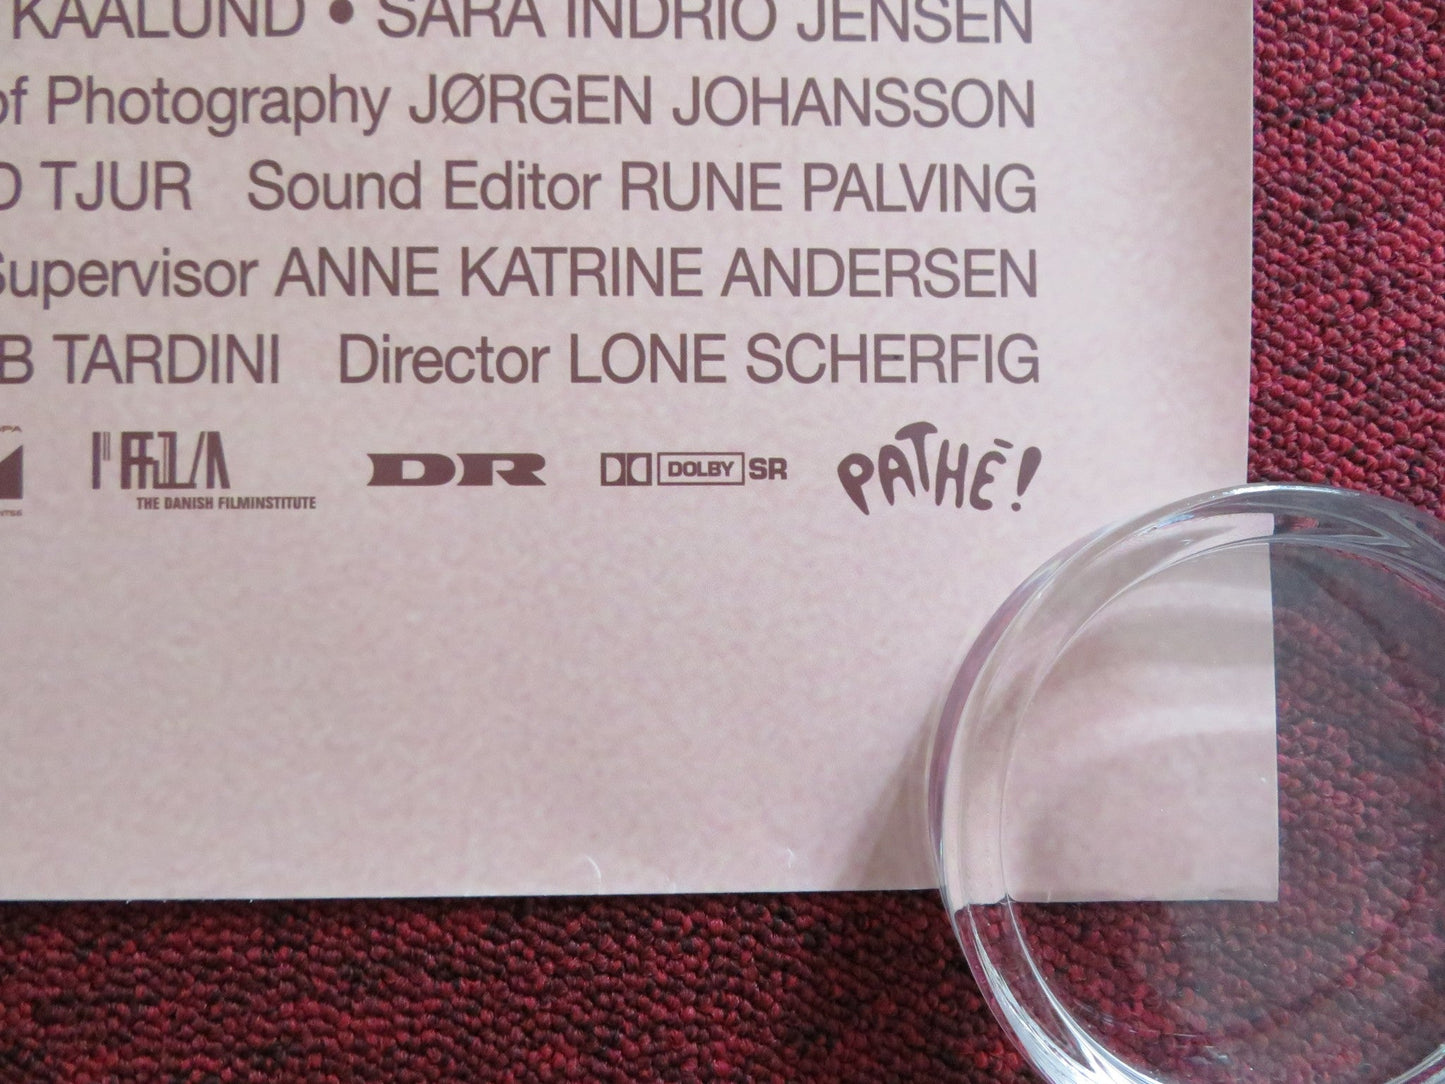 KAALUND • SARA INDRIO JENSEN
of Photography JØRGEN JOHANSSON
TJUR Sound Editor RUNE PALVING
Supervisor ANNE KATRINE ANDERSEN
B TARDINI Director LONE SCHERFIG
THE DANISH FILMINSTITUTE
DR
DOLBY SR
PATHÉ!